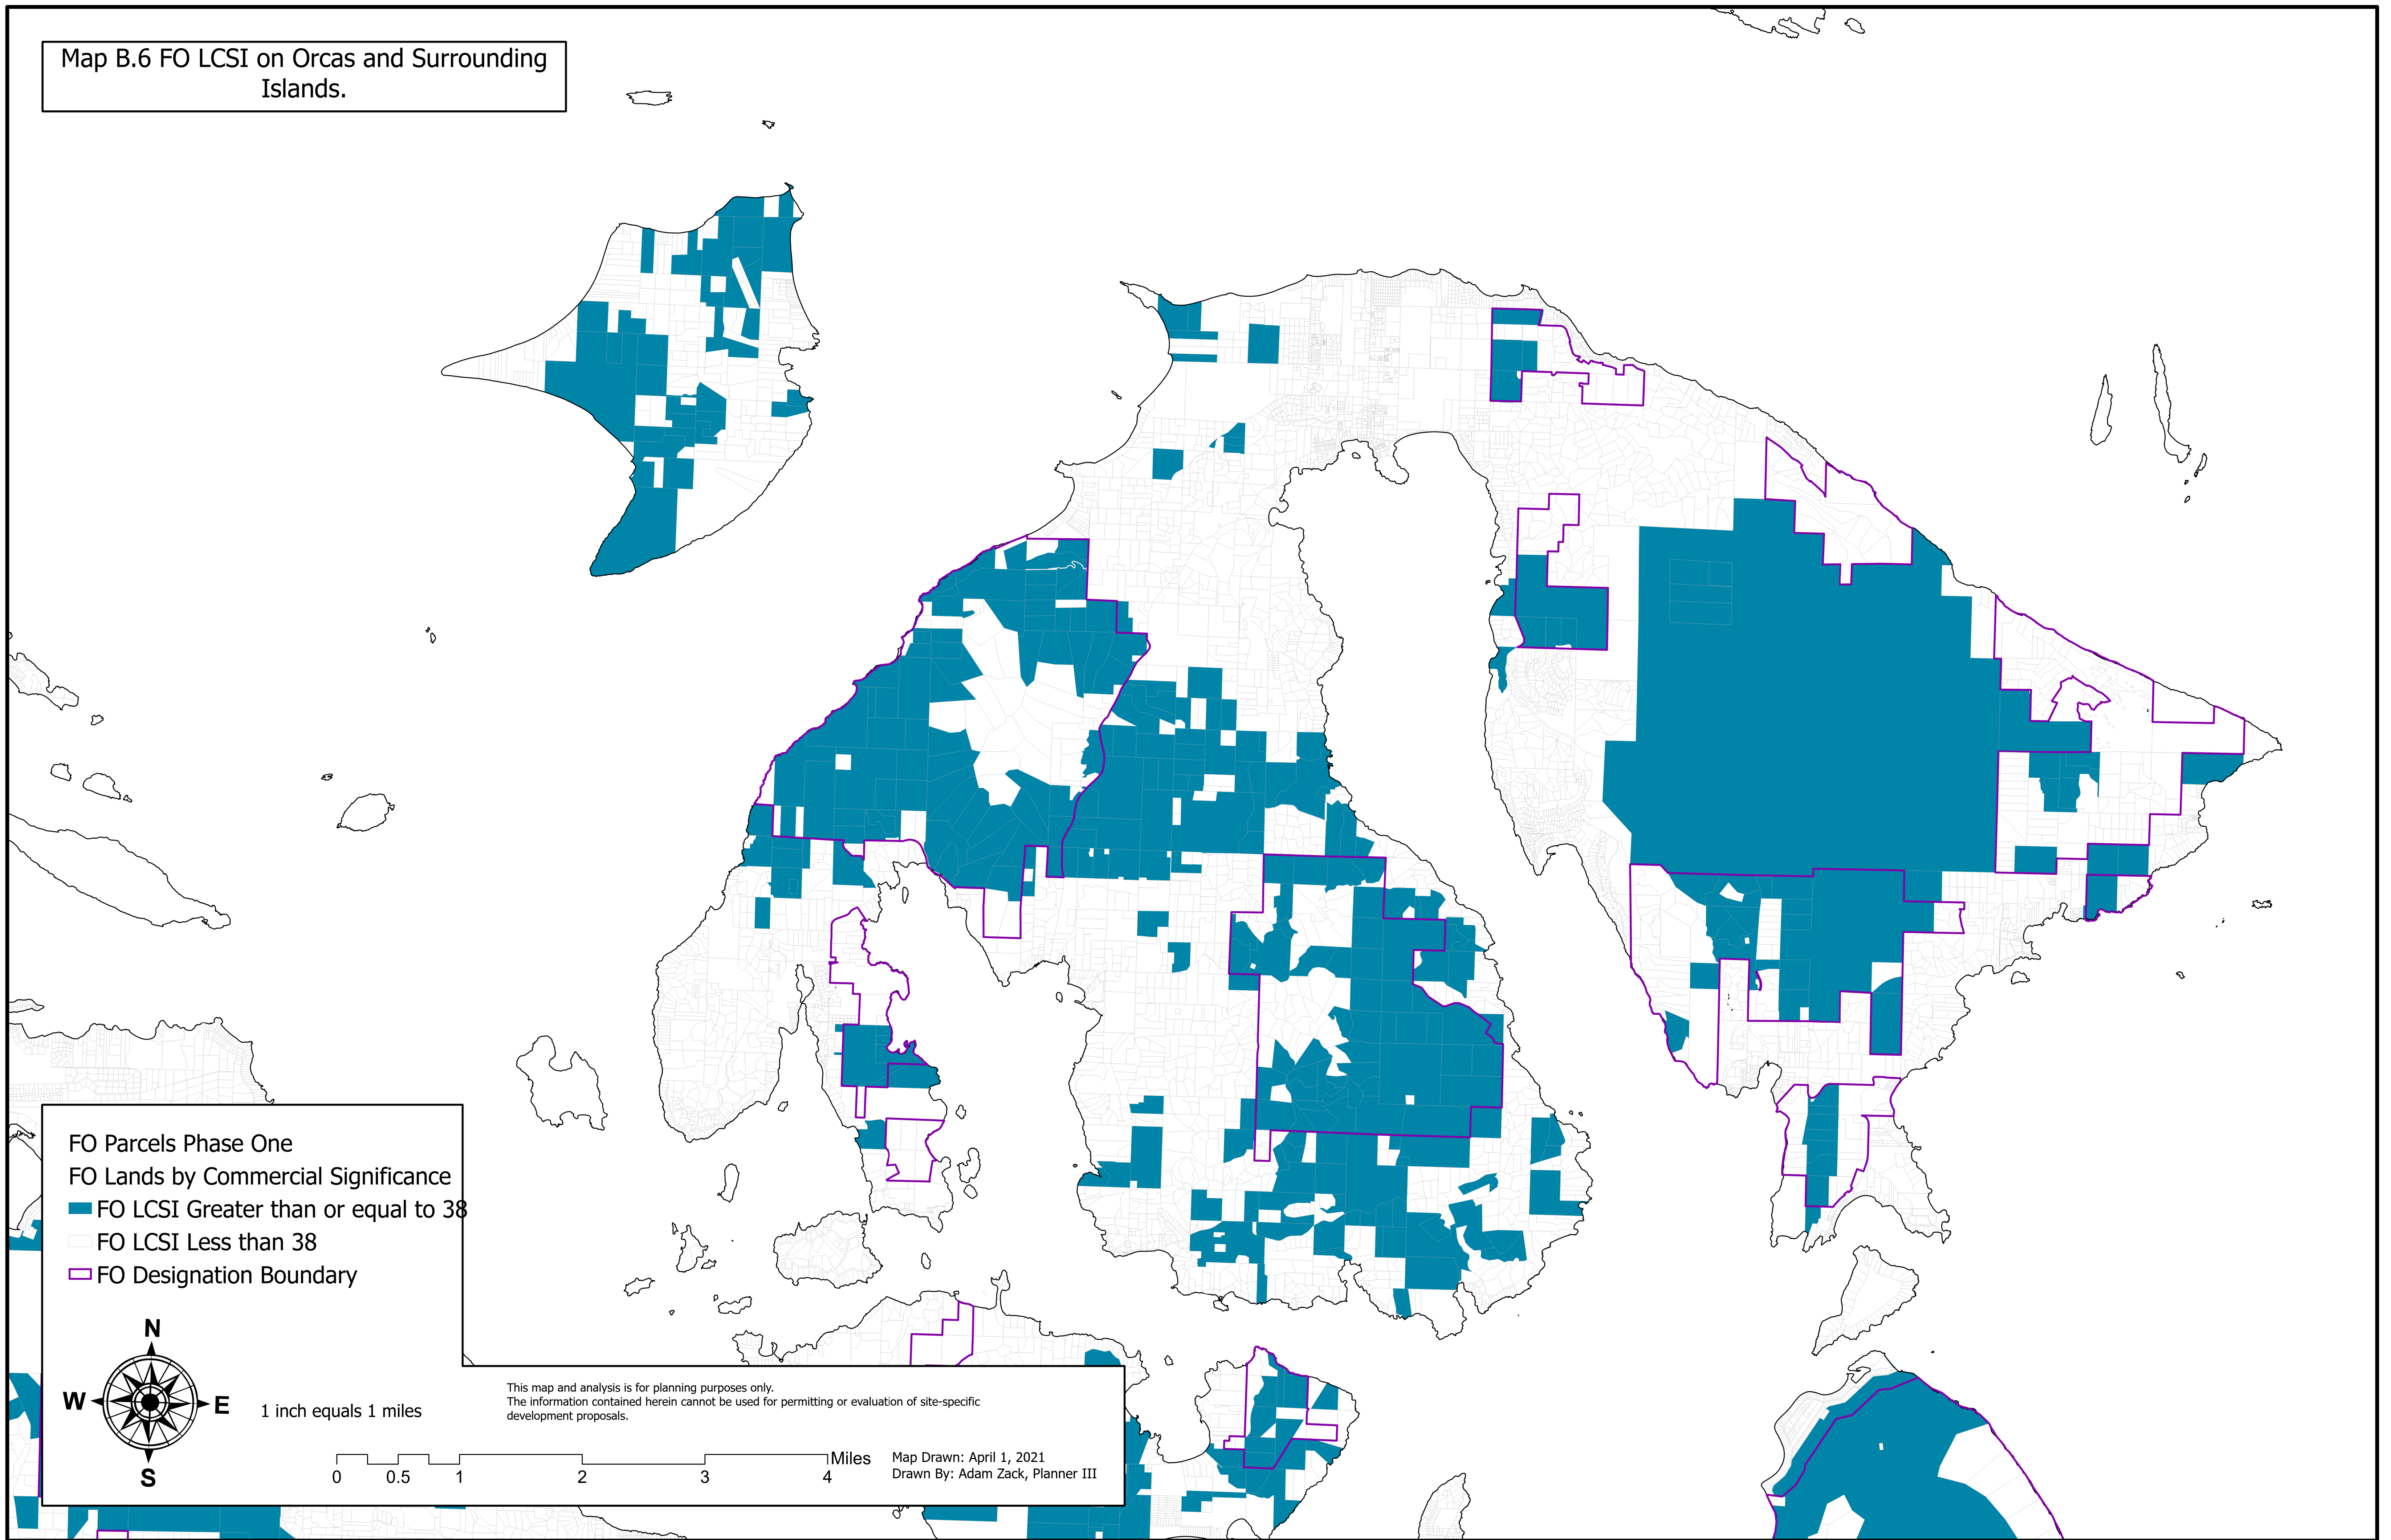 Map B.6 FO LCSI on Orcas and Surrounding
Islands.
FO Parcels Phase One
FO Lands by Commercial Significance
FO LCSI Greater than or equal to 38
FO LCSI Less than 38
FO Designation Boundary
N
W E
S
1 inch equals 1 miles
This map and analysis is for planning purposes only.
The information contained herein cannot be used for permitting or evaluation of site-specific
development proposals.
Miles
0 0.5 1 2 3 4
Map Drawn: April 1, 2021
Drawn By: Adam Zack, Planner III